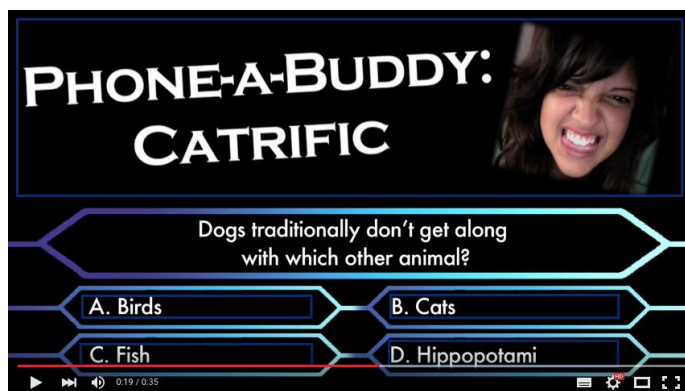 PHONE-A-BUDDY:
CATRIFIC
Dogs traditionally don't get along
with which other animal?
A. Birds
B. Cats
C. Fish
D. Hippopotami
0:19 / 0:35
HD